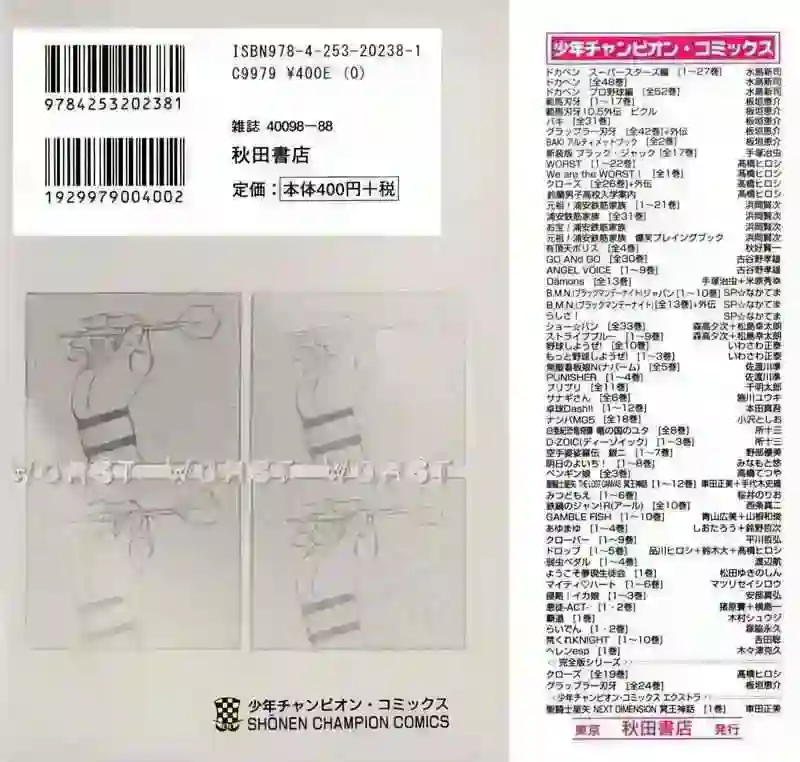 ISBN978-4-253-20238-1
C9979 ¥400E (0)
9784253202381
雑誌 40098-88
秋田書店
1929979004002
定価:本体400円+税
WORST WORST WORST
少年チャンピオン・コミックス
SHŌNEN CHAMPION COMICS
少年チャンピオン・コミックス
ドカベン スーパースターズ編 [1〜27巻] 水島新司
ドカベン [全48巻] 水島新司
ドカベン プロ野球編 [全52巻] 水島新司
範馬刃牙 [1〜17巻] 板垣恵介
範馬刃牙10.5外伝 ピクル 板垣恵介
バキ [全31巻] 板垣恵介
グラップラー刃牙 [全42巻]+外伝 板垣恵介
BAKI アルティメットブック [全2巻] 板垣恵介
新装版 ブラック・ジャック [全17巻] 手塚治虫
WORST [1〜22巻] 髙橋ヒロシ
We are the WORST! [全1巻] 髙橋ヒロシ
クローズ [全26巻]+外伝 髙橋ヒロシ
鈴蘭男子高校入学案内 髙橋ヒロシ
元祖!浦安鉄筋家族 [1〜21巻] 浜岡賢次
浦安鉄筋家族 [全31巻] 浜岡賢次
お宝!浦安鉄筋家族 浜岡賢次
元祖!浦安鉄筋家族 爆笑プレイングブック 浜岡賢次
有頂天ポリス [全4巻] 秋好賢一
GO ANd GO [全30巻] 古谷野孝雄
ANGEL VOICE [1〜9巻] 古谷野孝雄
Dämons [全13巻] 手塚治虫+米原秀幸
B.M.N.(ブラックマンデーナイト)ジャパン [1〜10巻] SP☆なかてま
B.M.N.(ブラックマンデーナイト) [全13巻]+外伝 SP☆なかてま
らしさ! SP☆なかてま
ショー☆バン [全33巻] 森高夕次+松島幸太朗
ストライプブルー [1〜9巻] 森高夕次+松島幸太朗
野球しようぜ! [全10巻] いわさわ正泰
もっと野球しようぜ! [1〜3巻] いわさわ正泰
無敵看板娘N(ナパーム) [全5巻] 佐渡川準
PUNISHER [1〜4巻] 佐渡川準
フリプリ [全11巻] 千明太郎
サナギさん [全6巻] 施川ユウキ
卓球Dash!! [1〜12巻] 本田真吾
ナンバMG5 [全18巻] 小沢としお
白亜紀恐竜奇譚 竜の国のユタ [全8巻] 所十三
D-ZOIC(ディーゾイック) [1〜3巻] 所十三
空手婆娑羅伝 銀二 [1〜7巻] 野部優美
明日のよいち! [1〜8巻] みなもと悠
ペンギン娘 [全3巻] 高橋てつや
聖闘士星矢 THE LOST CANVAS 冥王神話 [1〜12巻] 車田正美+手代木史織
みつどもえ [1〜6巻] 桜井のりお
鉄鍋のジャン!R(アール) [全10巻] 西条真二
GAMBLE FISH [1〜10巻] 青山広美+山根和俊
あゆまゆ [1〜4巻] しおたろう+鈴野哲次
クローバー [1〜9巻] 平川哲弘
ドロップ [1〜5巻] 品川ヒロシ+鈴木大+髙橋ヒロシ
弱虫ペダル [1〜4巻] 渡辺航
ようこそ夢現生徒会 [1巻] 松田ゆきのしん
マイティ♡ハート [1〜6巻] マツリセイシロウ
侵略!イカ娘 [1〜3巻] 安部真弘
悪徒-ACT- [1・2巻] 猪原賽+横島一
覇道 [1巻] 木村シュウジ
らいでん [1・2巻] 塚脇永久
荒くれKNIGHT [1〜10巻] 吉田聡
ヘレンesp [1巻] 木々津克久
完全版シリーズ
クローズ [全19巻] 髙橋ヒロシ
グラップラー刃牙 [全24巻] 板垣恵介
少年チャンピオン・コミックス エクストラ
聖闘士星矢 NEXT DIMENSION 冥王神話 [1巻] 車田正美
東京 秋田書店 発行